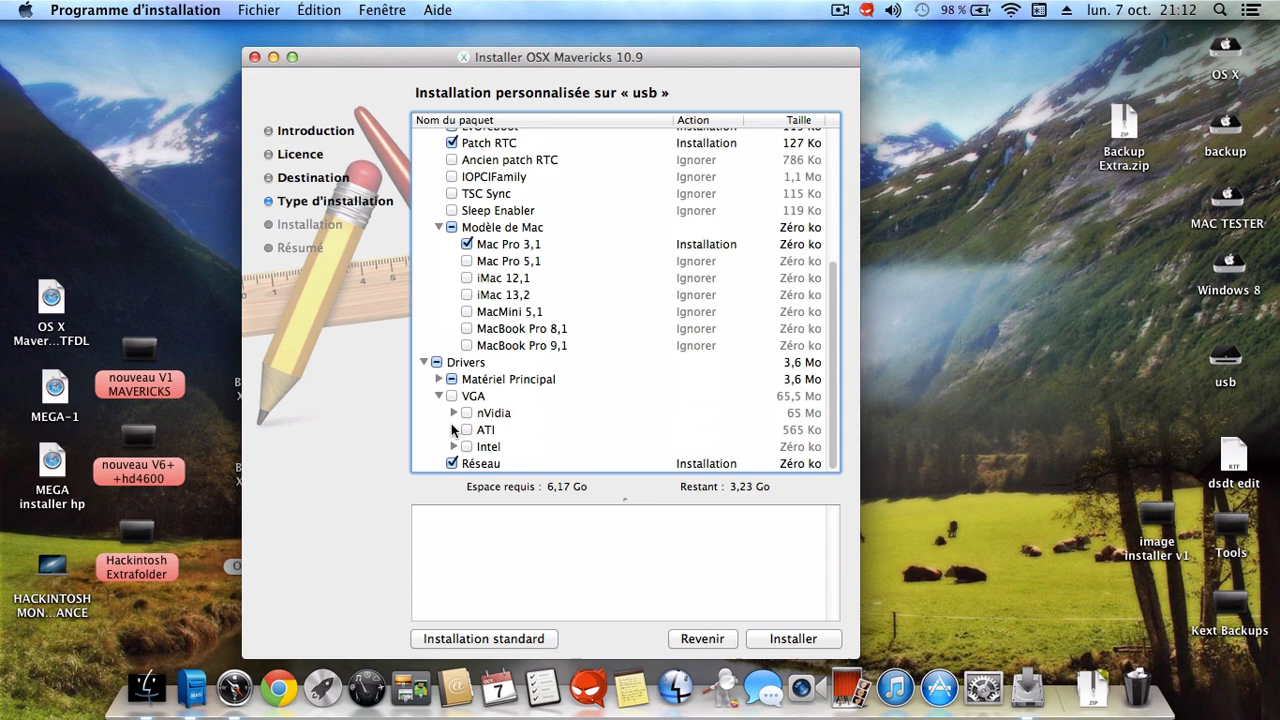 Programme d'installation Fichier Édition Fenêtre Aide
98 % lun. 7 oct. 21:12
Installer OSX Mavericks 10.9
Installation personnalisée sur « usb »
Introduction
Licence
Destination
Type d'installation
Installation
Résumé
Nom du paquet Action Taille
Patch RTC Installation 127 Ko
Ancien patch RTC Ignorer 786 Ko
IOPCIFamily Ignorer 1,1 Mo
TSC Sync Ignorer 115 Ko
Sleep Enabler Ignorer 119 Ko
Modèle de Mac Zéro ko
Mac Pro 3,1 Installation Zéro ko
Mac Pro 5,1 Ignorer Zéro ko
iMac 12,1 Ignorer Zéro ko
iMac 13,2 Ignorer Zéro ko
MacMini 5,1 Ignorer Zéro ko
MacBook Pro 8,1 Ignorer Zéro ko
MacBook Pro 9,1 Ignorer Zéro ko
Drivers 3,6 Mo
Matériel Principal 3,6 Mo
VGA 65,5 Mo
nVidia 65 Mo
ATI 565 Ko
Intel Zéro ko
Réseau Installation Zéro ko
Espace requis : 6,17 Go Restant : 3,23 Go
Installation standard Revenir Installer
OS X
Maver...TFDL
nouveau V1
MAVERICKS
MEGA-1
nouveau V6+
+hd4600
MEGA
installer hp
Hackintosh
Extrafolder
HACKINTOSH
MON...ANCE
OS X
ZIP
Backup
Extra.zip
backup
MAC TESTER
Windows 8
usb
RTF
dsdt edit
image
installer v1
Tools
Kext Backups
OCT
7
ZIP